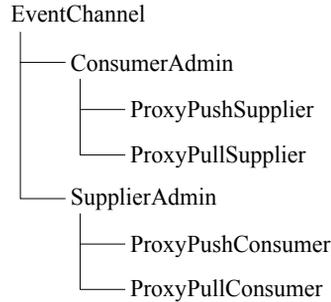 EventChannel
ConsumerAdmin
ProxyPushSupplier
ProxyPullSupplier
SupplierAdmin
ProxyPushConsumer
ProxyPullConsumer